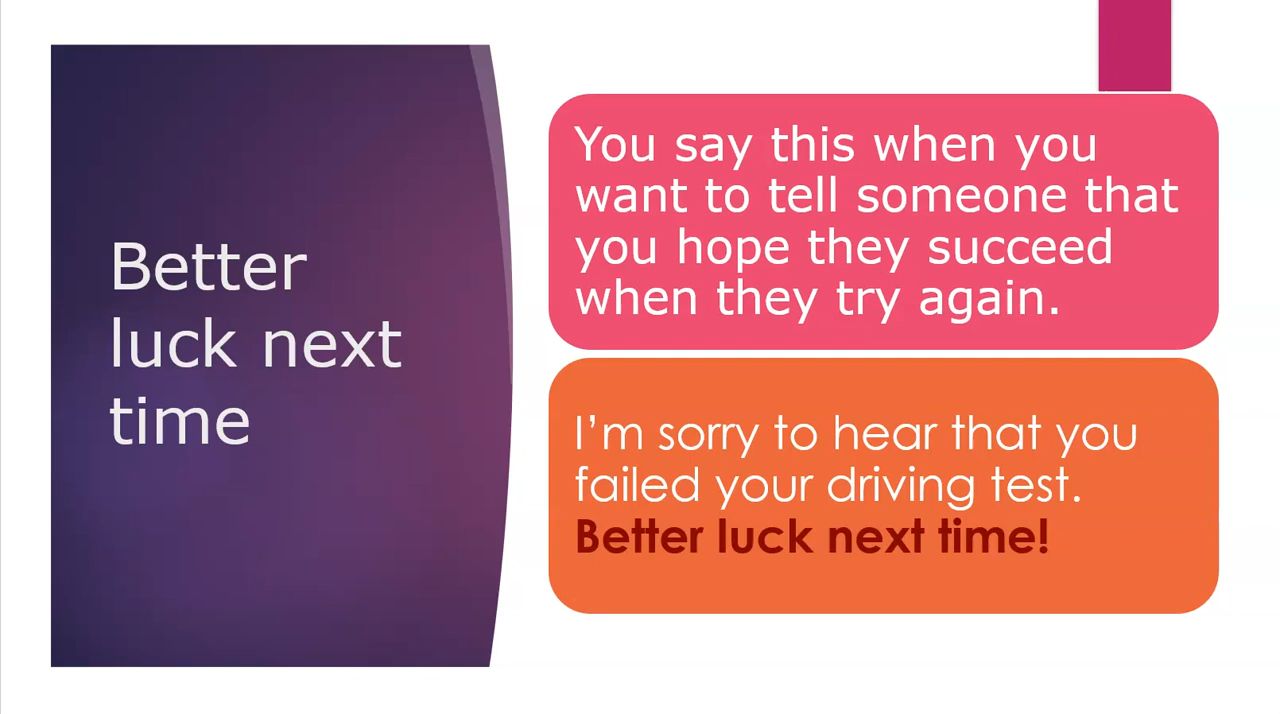 Better
luck next
time
You say this when you
want to tell someone that
you hope they succeed
when they try again.
I’m sorry to hear that you
failed your driving test.
Better luck next time!